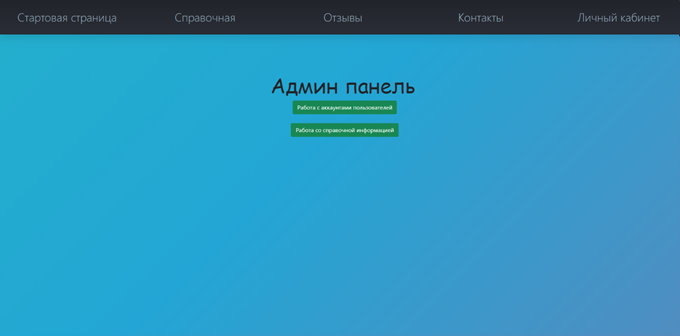 Стартовая страница Справочная Отзывы Контакты Личный кабинет
Админ панель
Работа с аккаунтами пользователей
Работа со справочной информацией